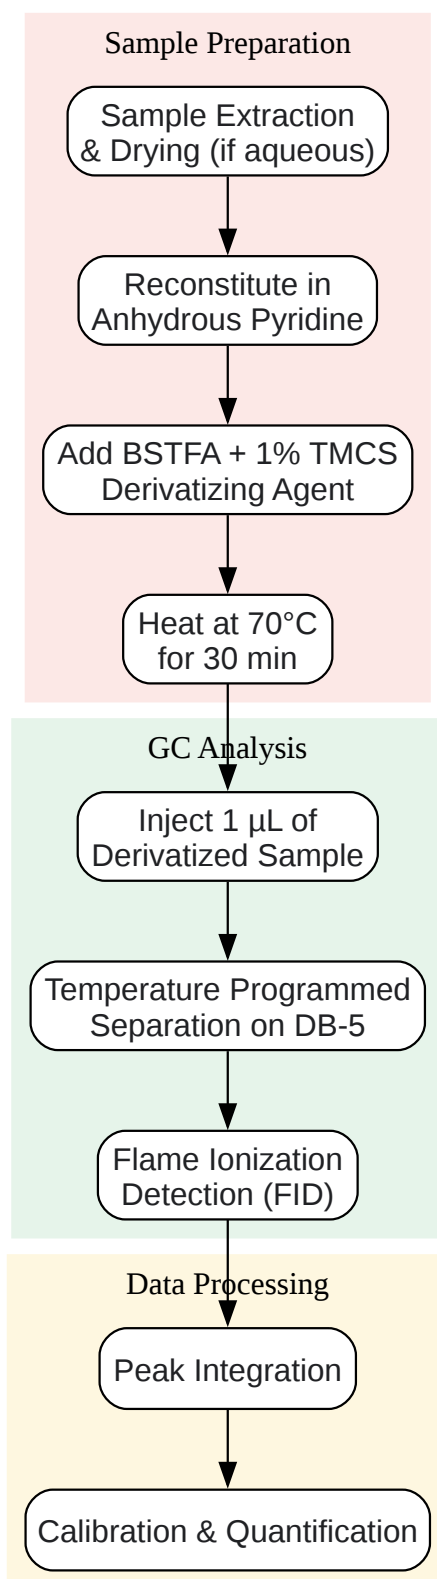 Sample Preparation
Sample Extraction
& Drying (if aqueous)
Reconstitute in
Anhydrous Pyridine
Add BSTFA + 1% TMCS
Derivatizing Agent
Heat at 70°C
for 30 min
GC Analysis
Inject 1 µL of
Derivatized Sample
Temperature Programmed
Separation on DB-5
Flame Ionization
Detection (FID)
Data Processing
Peak Integration
Calibration & Quantification